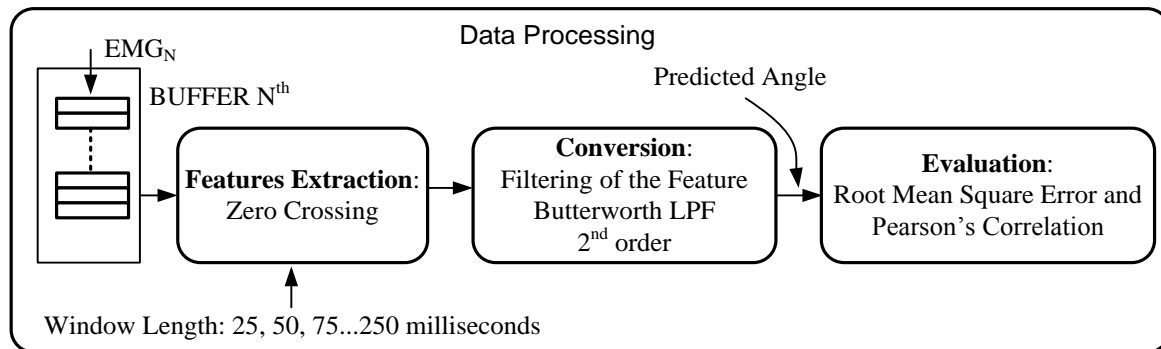 Data Processing
EMG_N
BUFFER N^th
Predicted Angle
Features Extraction:
Zero Crossing
Conversion:
Filtering of the Feature
Butterworth LPF
2^nd order
Evaluation:
Root Mean Square Error and
Pearson’s Correlation
Window Length: 25, 50, 75...250 milliseconds